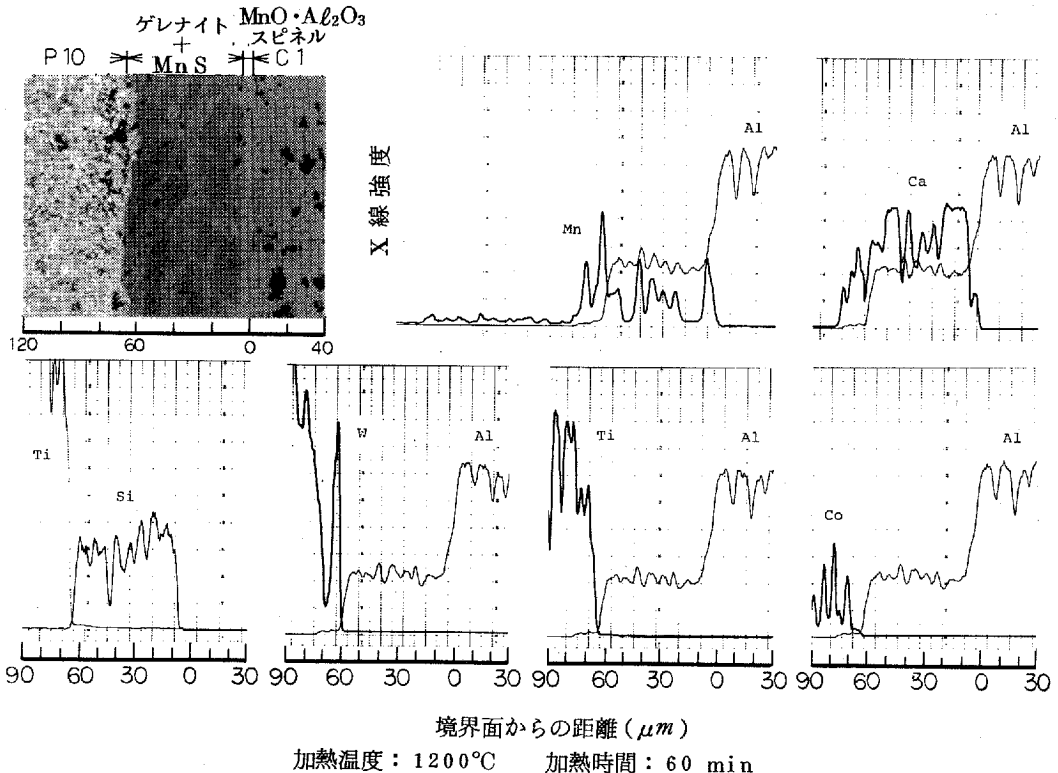 ゲレナイト
+
MnS
MnO・Aℓ₂O₃
スピネル
P10
C1
120 60 0 40
X線強度
Mn
Al
Ca
Al
Ti
Si
90 60 30 0
W
Al
90 60 30 0 30
Ti
Al
90 60 30 0 30
Co
Al
90 60 30 0 30
境界面からの距離(μm)
加熱温度:1200℃ 加熱時間:60 min